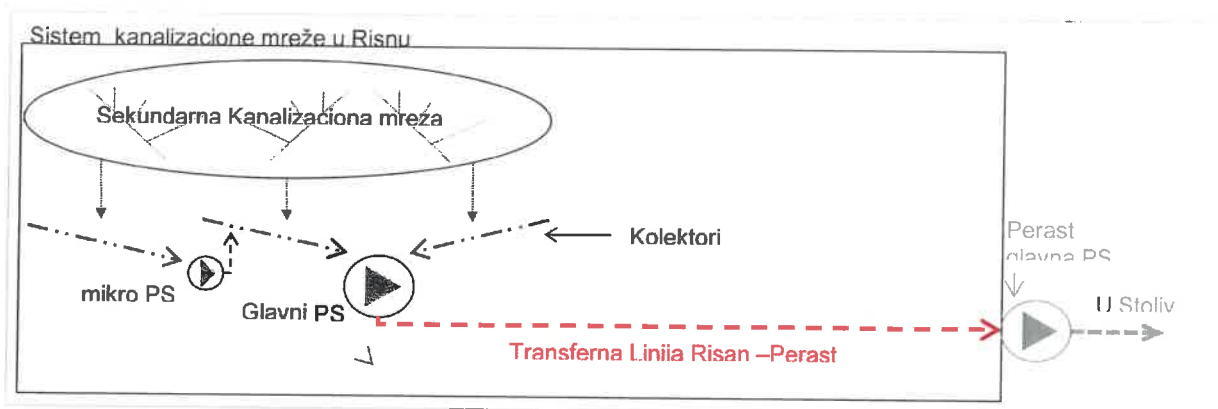 Sistem kanalizacione mreže u Risnu
Sekundarna Kanalizaciona mreža
Kolektori
Perast
glavna PS
mikro PS
Glavni PS
U Stoliv
Transferna Linija Risan –Perast